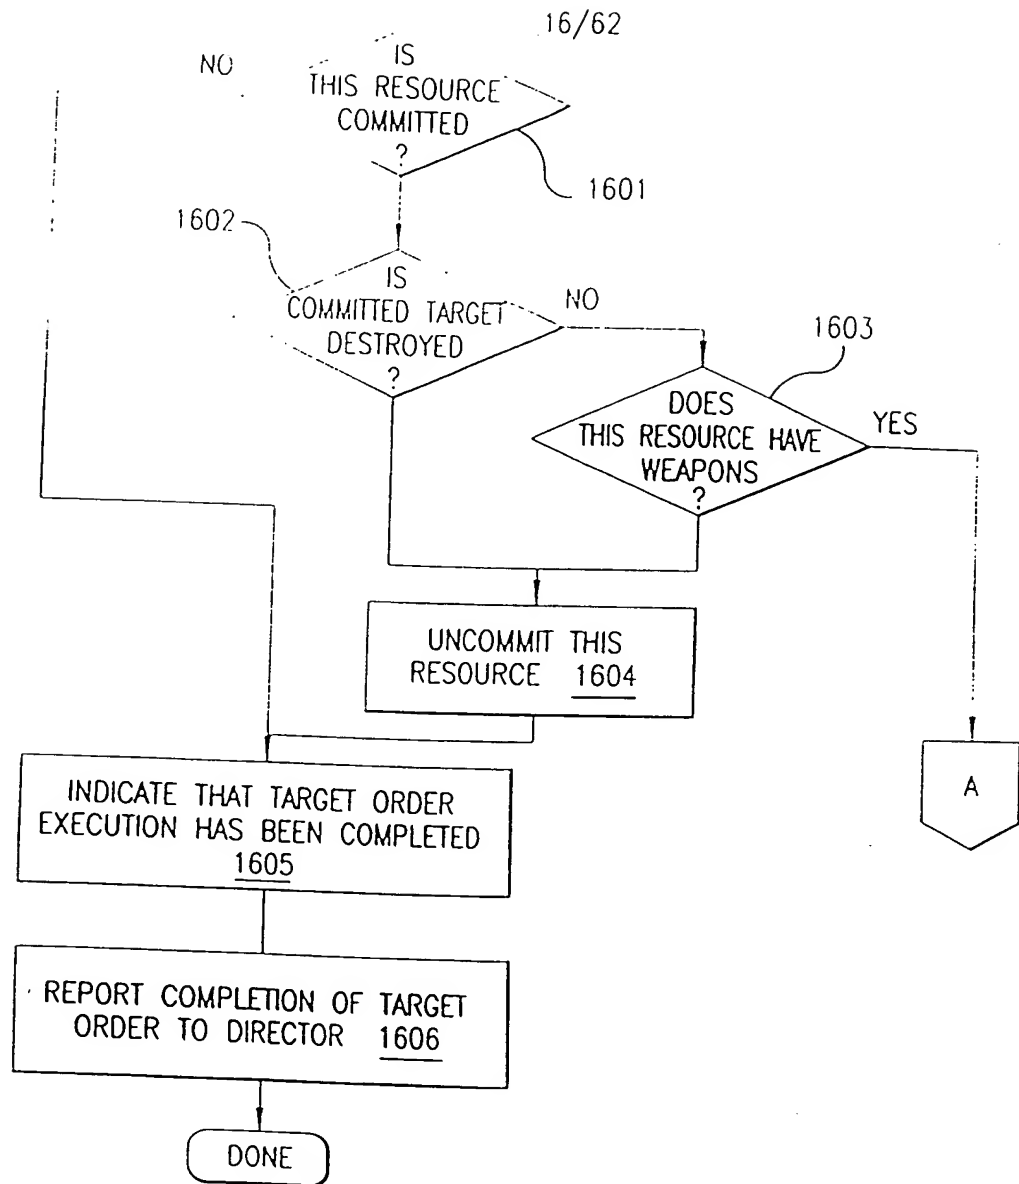 16/62
NO
IS
THIS RESOURCE
COMMITTED
?
1601
1602
IS
COMMITTED TARGET
DESTROYED
?
NO
1603
DOES
THIS RESOURCE HAVE
WEAPONS
?
YES
UNCOMMIT THIS
RESOURCE 1604
A
INDICATE THAT TARGET ORDER
EXECUTION HAS BEEN COMPLETED
1605
REPORT COMPLETION OF TARGET
ORDER TO DIRECTOR 1606
DONE